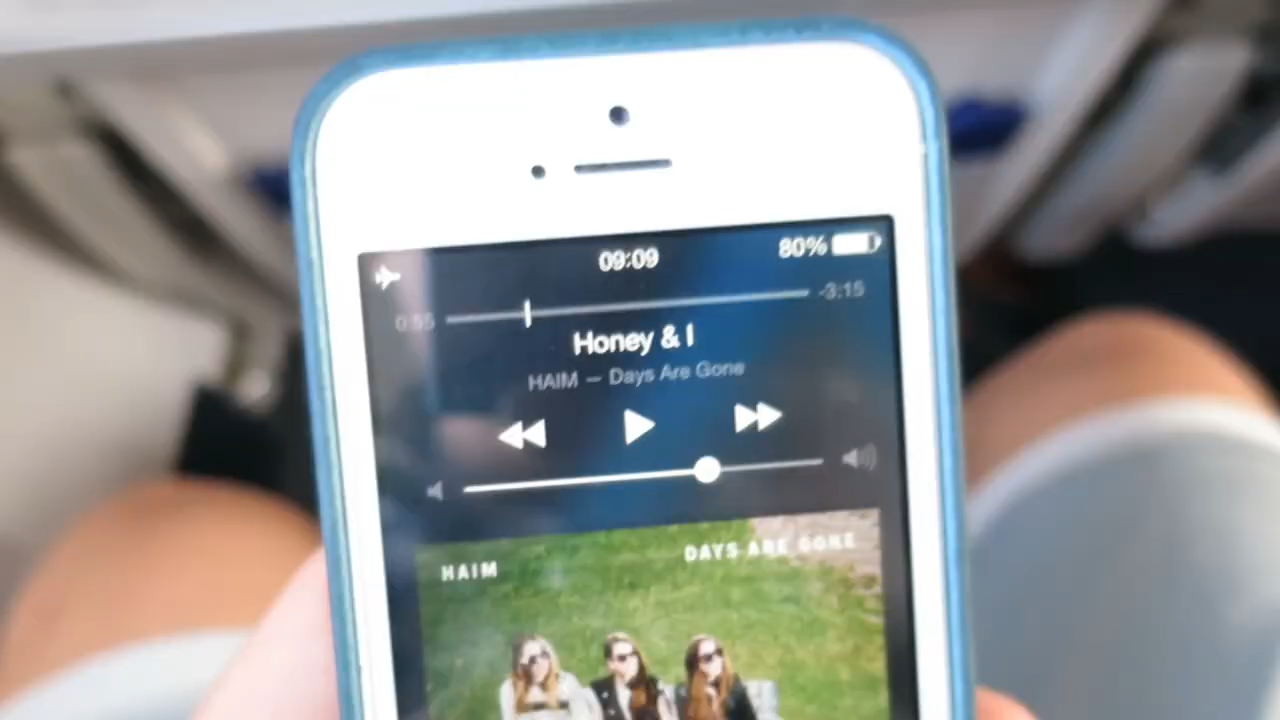 09:09
80%
0:55
-3:15
Honey & I
HAIM — Days Are Gone
HAIM
DAYS ARE GONE